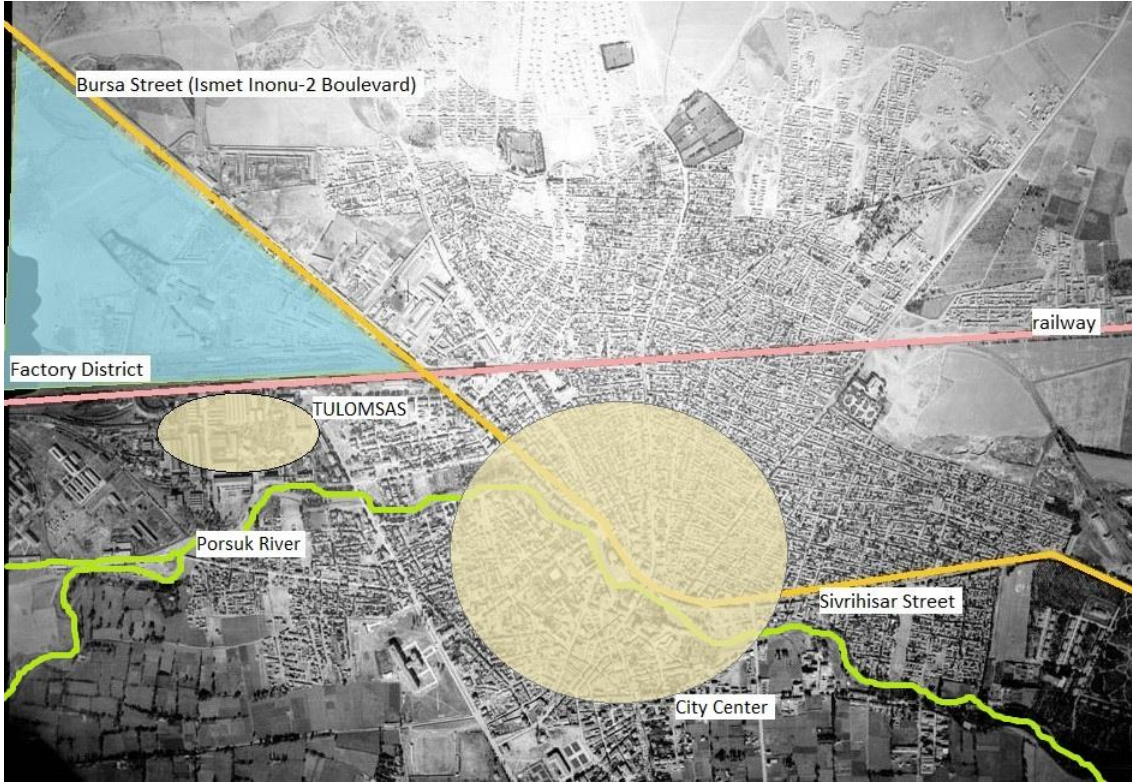 Bursa Street (Ismet Inonu-2 Boulevard)
railway
Factory District
TULOMSAS
Porsuk River
Sivrihisar Street
City Center